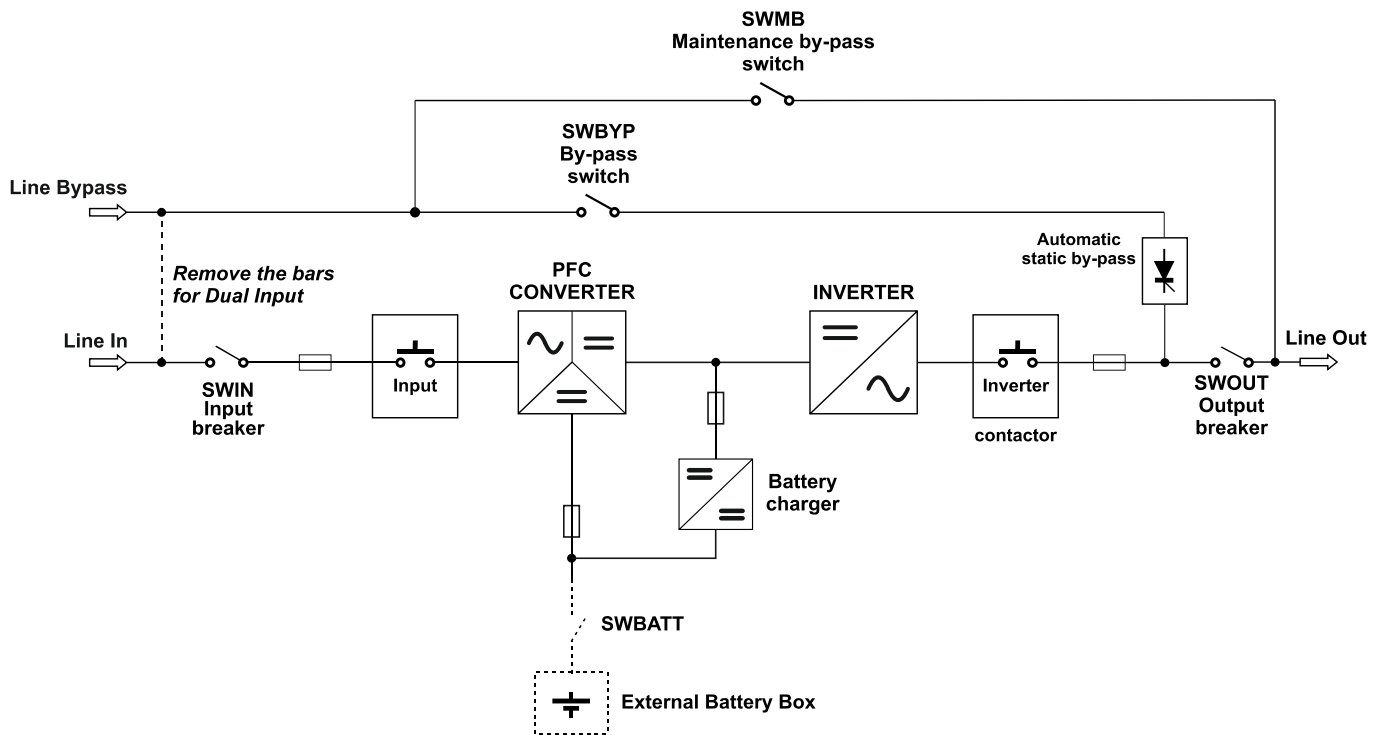 SWMB
Maintenance by-pass
switch
SWBYP
By-pass
switch
Line Bypass
Automatic
static by-pass
Remove the bars
for Dual Input
PFC
CONVERTER
INVERTER
Line In
Line Out
SWIN
Input
breaker
Input
Inverter
contactor
SWOUT
Output
breaker
Battery
charger
SWBATT
External Battery Box